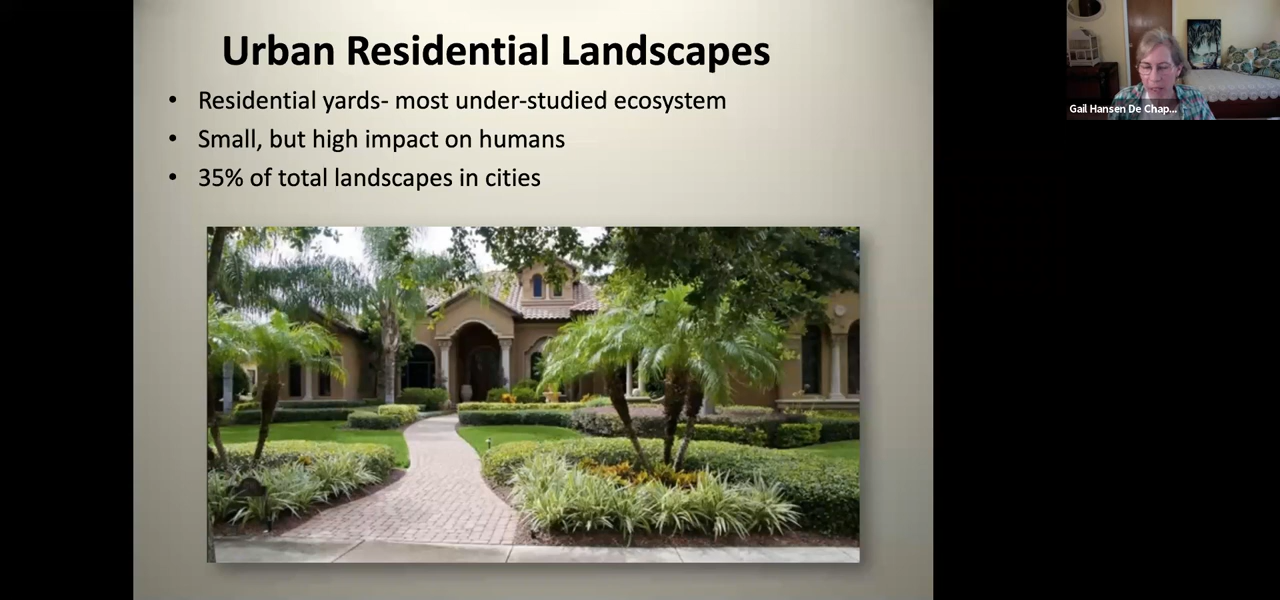 Urban Residential Landscapes
• Residential yards- most under-studied ecosystem
• Small, but high impact on humans
• 35% of total landscapes in cities
Gail Hansen De Chap...